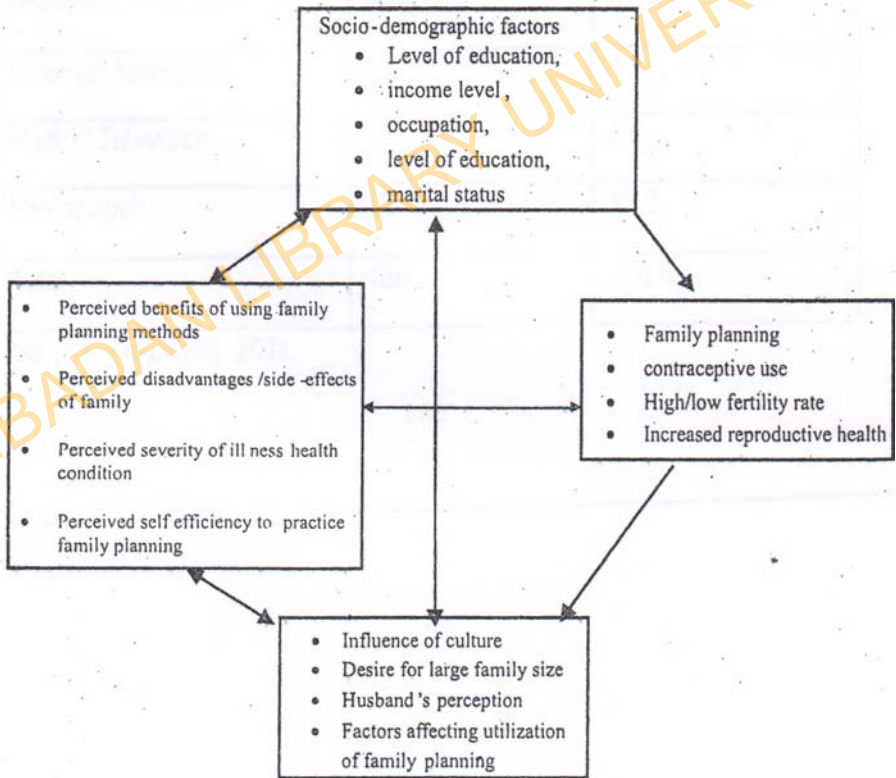 Socio-demographic factors
• Level of education,
• income level,
• occupation,
• level of education,
• marital status
• Perceived benefits of using family
planning methods
• Perceived disadvantages /side -effects
of family
• Perceived severity of ill ness health
condition
• Perceived self efficiency to practice
family planning
• Family planning
• contraceptive use
• High/low fertility rate
• Increased reproductive health
• Influence of culture
• Desire for large family size
• Husband's perception
• Factors affecting utilization
of family planning
IBADAN LIBRARY UNIVER